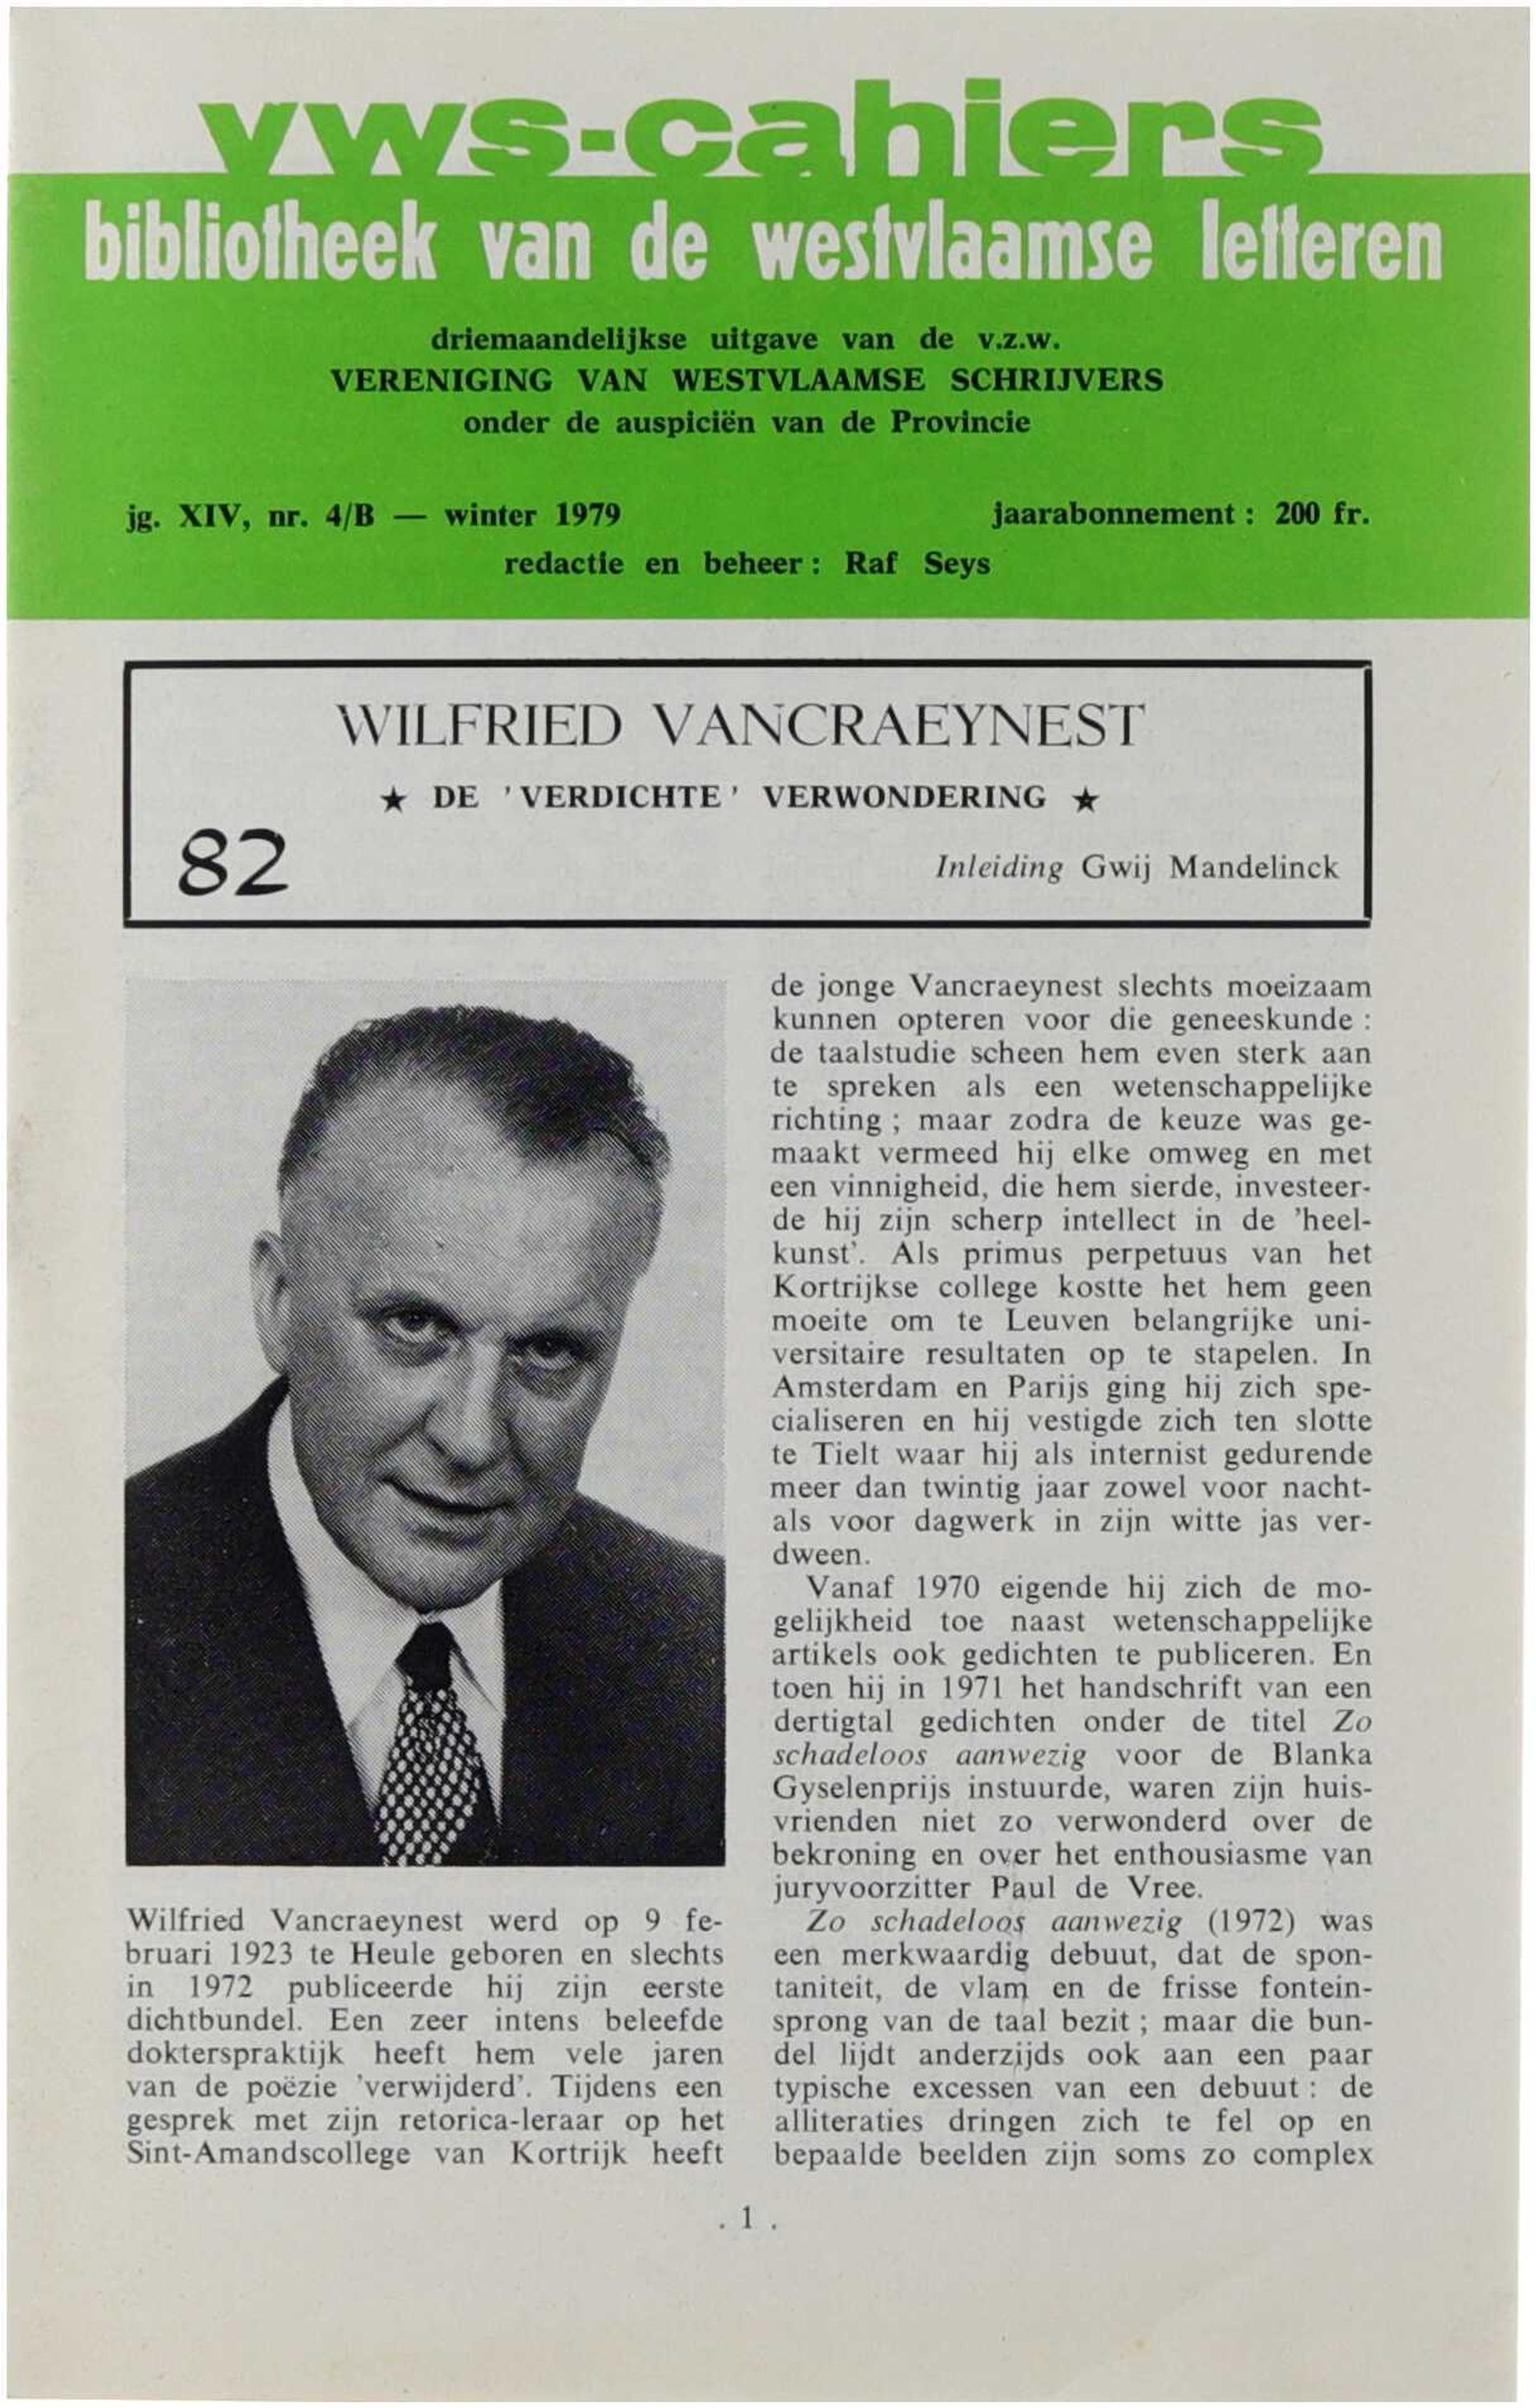 vws-cahiers
bibliotheek van de westvlaamse letteren
driemaandelijkse uitgave van de v.z.w.
VERENIGING VAN WESTVLAAMSE SCHRIJVERS
onder de auspiciën van de Provincie
jg. XIV, nr. 4/B — winter 1979
jaarabonnement : 200 fr.
redactie en beheer : Raf Seys
WILFRIED VANCRAEYNEST
★ DE 'VERDICHTE' VERWONDERING ★
82
Inleiding Gwij Mandelinck
Wilfried Vancraeynest werd op 9 fe-
bruari 1923 te Heule geboren en slechts
in 1972 publiceerde hij zijn eerste
dichtbundel. Een zeer intens beleefde
dokterspraktijk heeft hem vele jaren
van de poëzie 'verwijderd'. Tijdens een
gesprek met zijn retorica-leraar op het
Sint-Amandscollege van Kortrijk heeft
de jonge Vancraeynest slechts moeizaam
kunnen opteren voor die geneeskunde :
de taalstudie scheen hem even sterk aan
te spreken als een wetenschappelijke
richting ; maar zodra de keuze was ge-
maakt vermeed hij elke omweg en met
een vinnigheid, die hem sierde, investeer-
de hij zijn scherp intellect in de 'heel-
kunst'. Als primus perpetuus van het
Kortrijkse college kostte het hem geen
moeite om te Leuven belangrijke uni-
versitaire resultaten op te stapelen. In
Amsterdam en Parijs ging hij zich spe-
cialiseren en hij vestigde zich ten slotte
te Tielt waar hij als internist gedurende
meer dan twintig jaar zowel voor nacht-
als voor dagwerk in zijn witte jas ver-
dween.
Vanaf 1970 eigende hij zich de mo-
gelijkheid toe naast wetenschappelijke
artikels ook gedichten te publiceren. En
toen hij in 1971 het handschrift van een
dertigtal gedichten onder de titel Zo
schadeloos aanwezig voor de Blanka
Gyselenprijs instuurde, waren zijn huis-
vrienden niet zo verwonderd over de
bekroning en over het enthousiasme van
juryvoorzitter Paul de Vree.
Zo schadeloos aanwezig (1972) was
een merkwaardig debuut, dat de spon-
taniteit, de vlam en de frisse fontein-
sprong van de taal bezit ; maar die bun-
del lijdt anderzijds ook aan een paar
typische excessen van een debuut : de
alliteraties dringen zich te fel op en
bepaalde beelden zijn soms zo complex
. 1 .